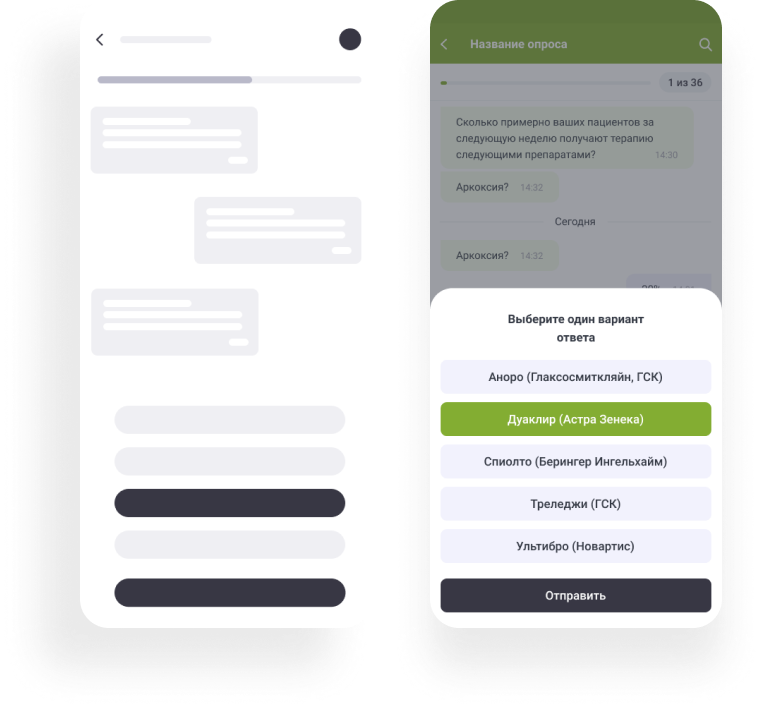 Название опроса
1 из 36
Сколько примерно ваших пациентов за
следующую неделю получают терапию
следующими препаратами? 14:30
Аркоксия? 14:32
Сегодня
Аркоксия? 14:32
Выберите один вариант
ответа
Аноро (Глаксосмиткляйн, ГСК)
Дуаклир (Астра Зенека)
Спиолто (Берингер Ингельхайм)
Треледжи (ГСК)
Ультибро (Новартис)
Отправить